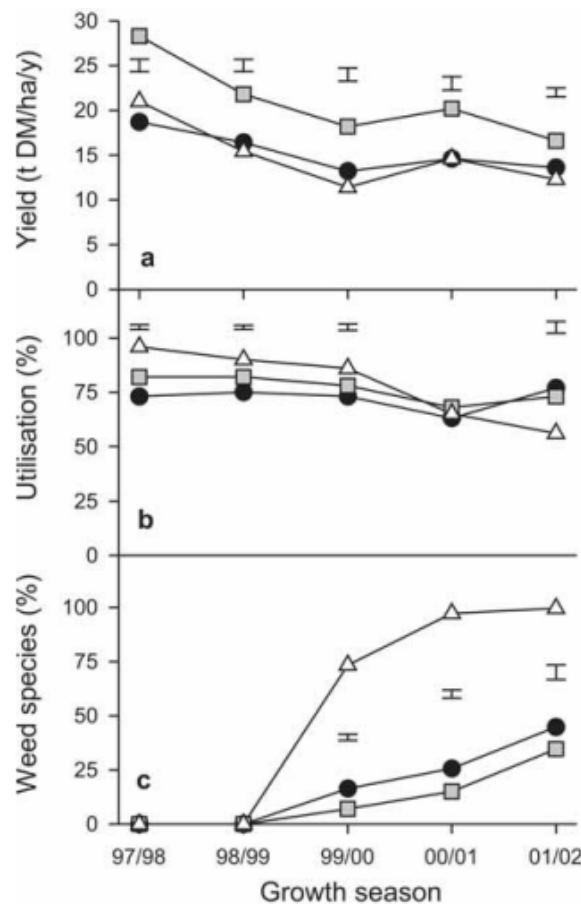 30
25
20
15
10
5
0
Yield (t DM/ha/y)
a
100
75
50
25
0
Utilisation (%)
b
100
75
50
25
0
Weed species (%)
c
97/98 98/99 99/00 00/01 01/02
Growth season